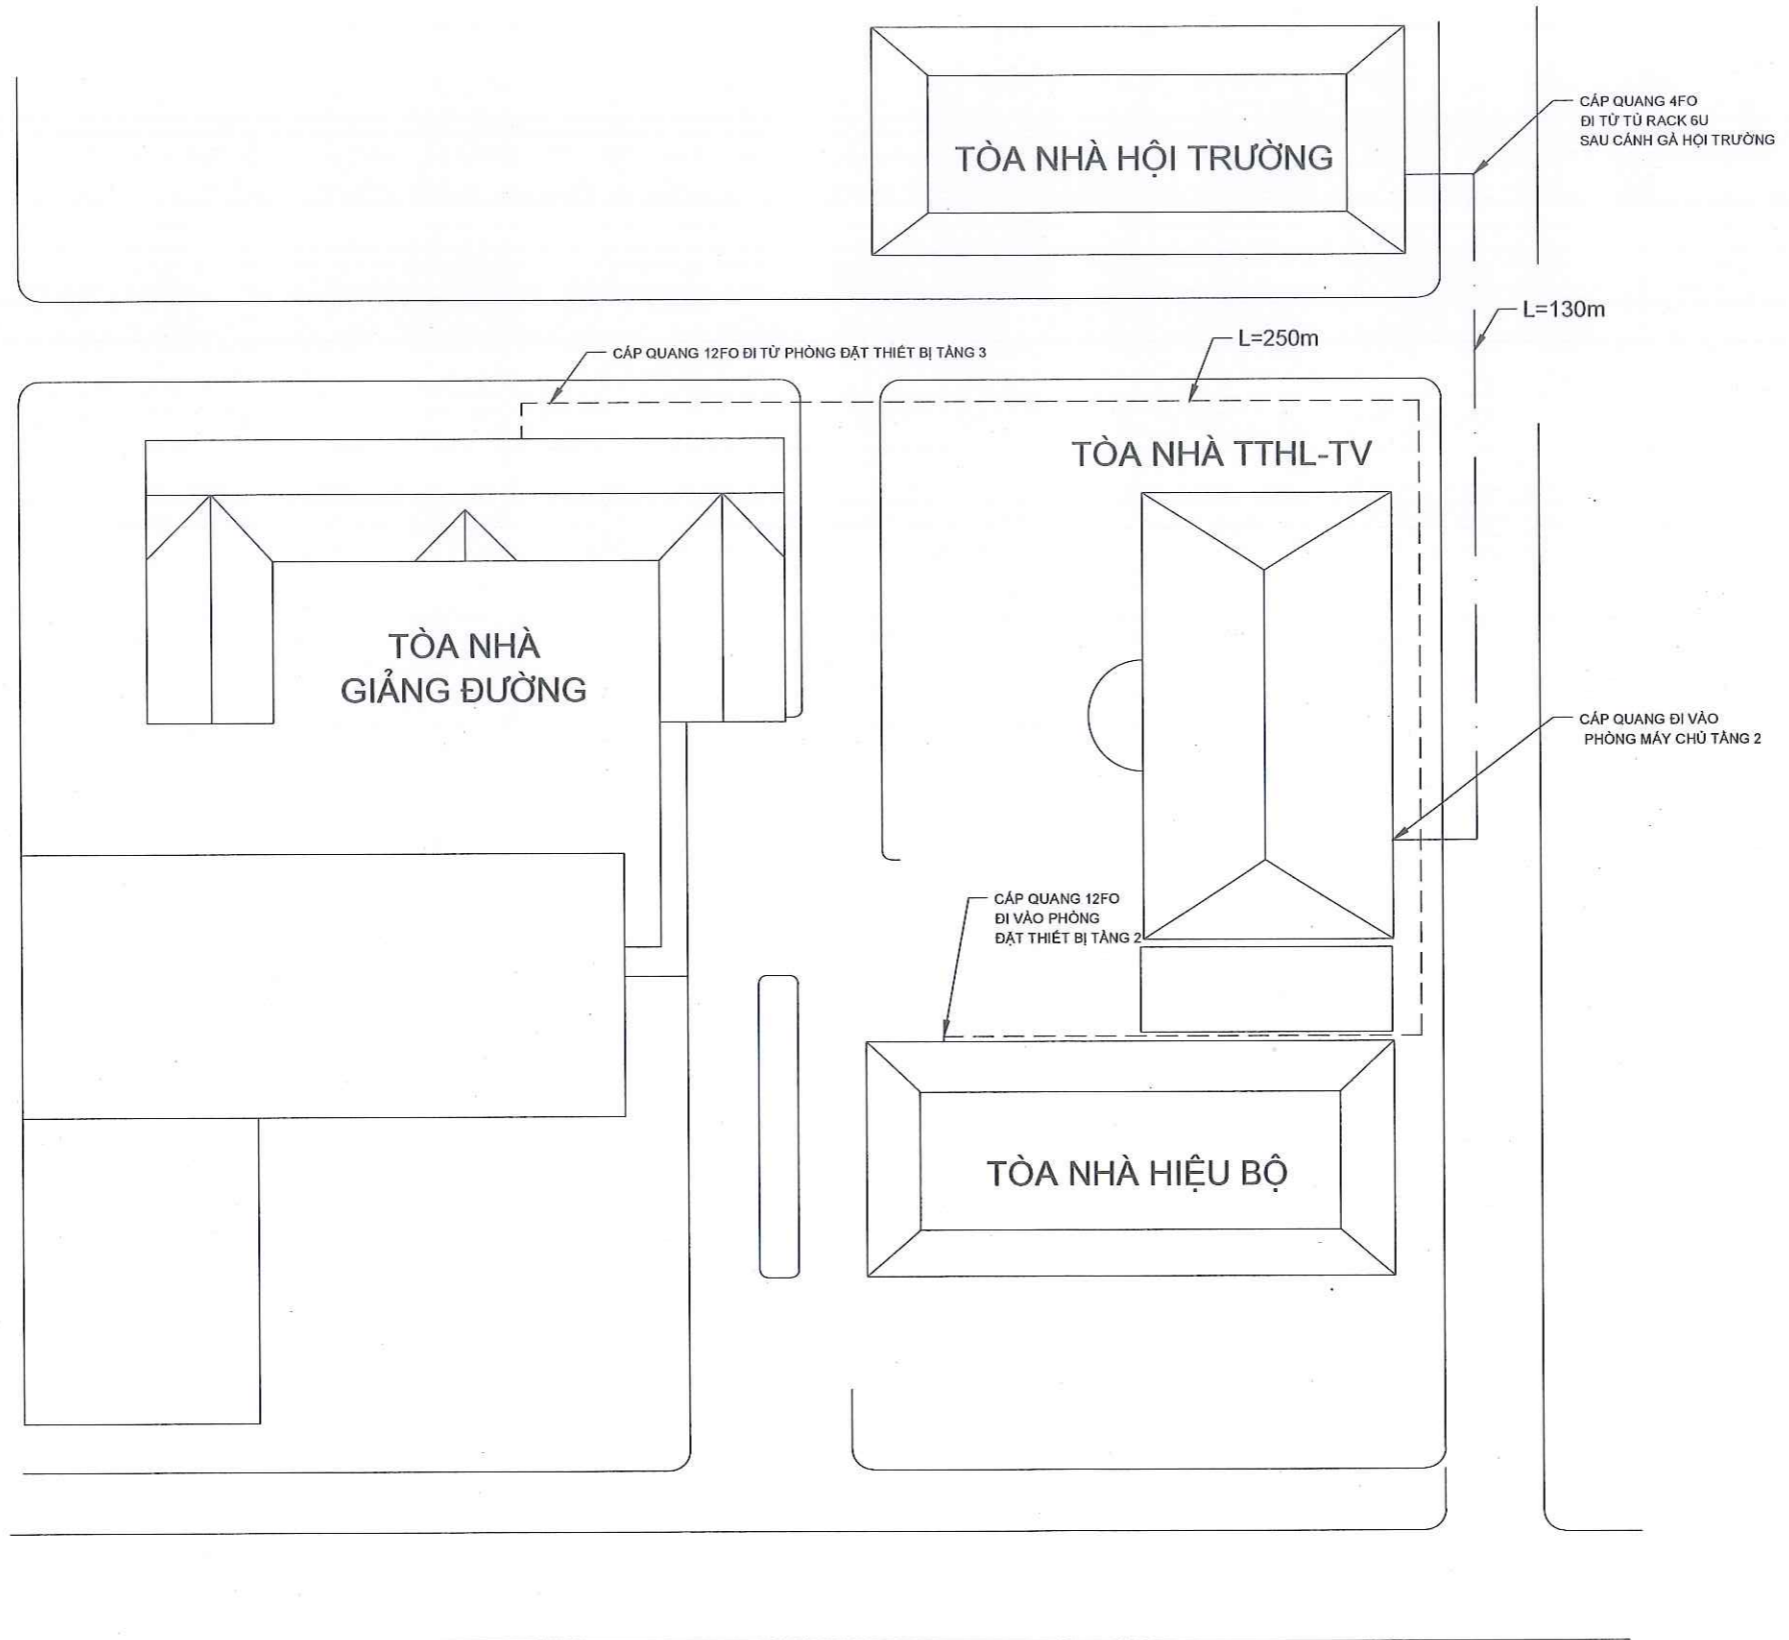 TÒA NHÀ HỘI TRƯỜNG
CÁP QUANG 4FO
ĐI TỪ TỦ RACK 6U
SAU CÁNH GÀ HỘI TRƯỜNG
L=130m
L=250m
CÁP QUANG 12FO ĐI TỪ PHÒNG ĐẶT THIẾT BỊ TẦNG 3
TÒA NHÀ TTHL-TV
TÒA NHÀ
GIẢNG ĐƯỜNG
CÁP QUANG ĐI VÀO
PHÒNG MÁY CHỦ TẦNG 2
CÁP QUANG 12FO
ĐI VÀO PHÒNG
ĐẶT THIẾT BỊ TẦNG 2
TÒA NHÀ HIỆU BỘ